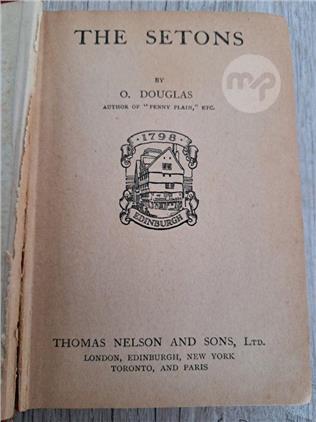 THE SETONS
BY
O. DOUGLAS
AUTHOR OF "PENNY PLAIN," ETC.
1798
EDINBURGH
THOMAS NELSON AND SONS, LTD.
LONDON, EDINBURGH, NEW YORK
TORONTO, AND PARIS